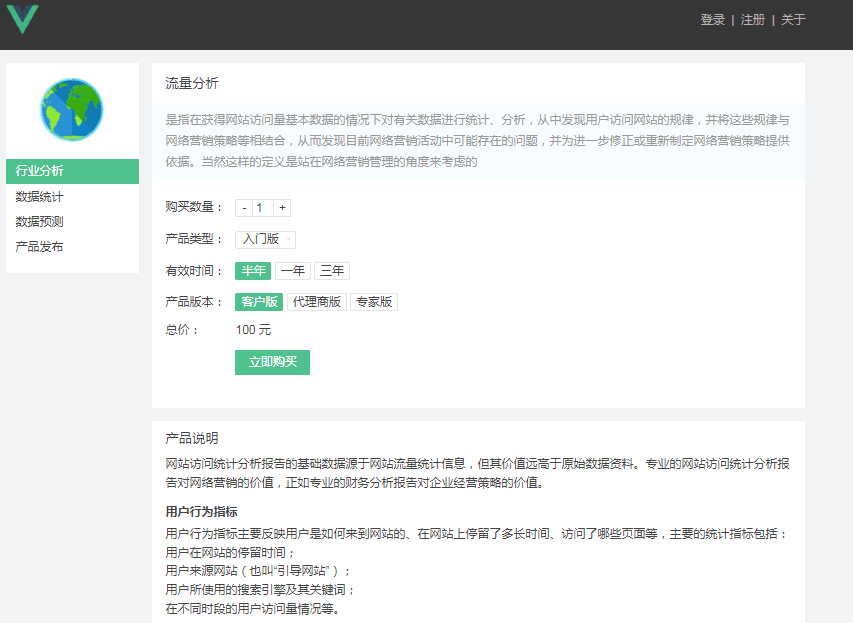 登录 | 注册 | 关于
行业分析
数据统计
数据预测
产品发布
流量分析
是指在获得网站访问量基本数据的情况下对有关数据进行统计、分析，从中发现用户访问网站的规律，并将这些规律与
网络营销策略等相结合，从而发现目前网络营销活动中可能存在的问题，并为进一步修正或重新制定网络营销策略提供
依据。当然这样的定义是站在网络营销管理的角度来考虑的
购买数量： - 1 +
产品类型： 入门版
有效时间： 半年 一年 三年
产品版本： 客户版 代理商版 专家版
总价： 100 元
立即购买
产品说明
网站访问统计分析报告的基础数据源于网站流量统计信息，但其价值远高于原始数据资料。专业的网站访问统计分析报
告对网络营销的价值，正如专业的财务分析报告对企业经营策略的价值。
用户行为指标
用户行为指标主要反映用户是如何来到网站的、在网站上停留了多长时间、访问了哪些页面等，主要的统计指标包括：
用户在网站的停留时间；
用户来源网站（也叫“引导网站”）；
用户所使用的搜索引擎及其关键词；
在不同时段的用户访问量情况等。